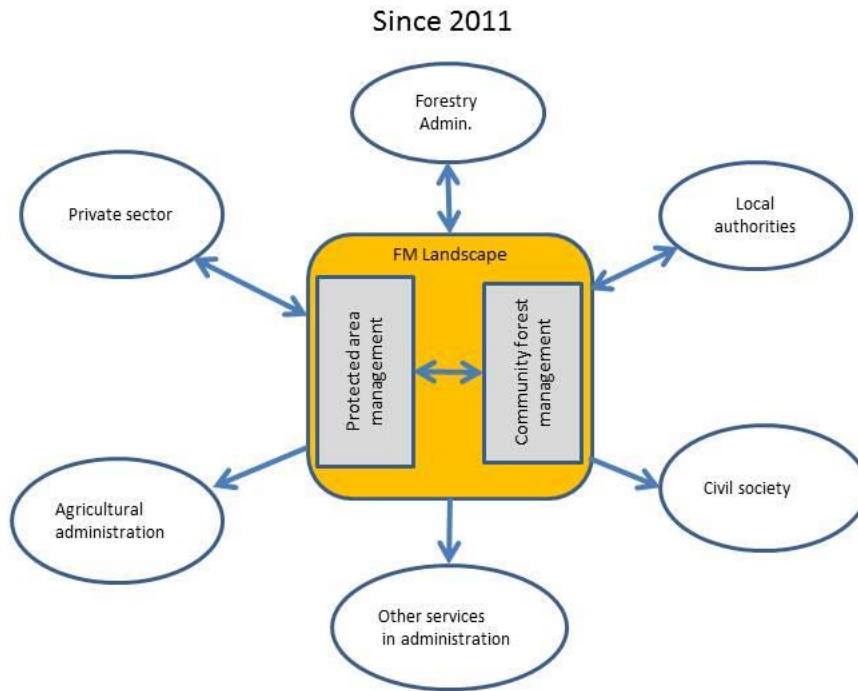 Since 2011
Forestry
Admin.
Private sector
Local
authorities
FM Landscape
Protected area
management
Community forest
management
Agricultural
administration
Civil society
Other services
in administration